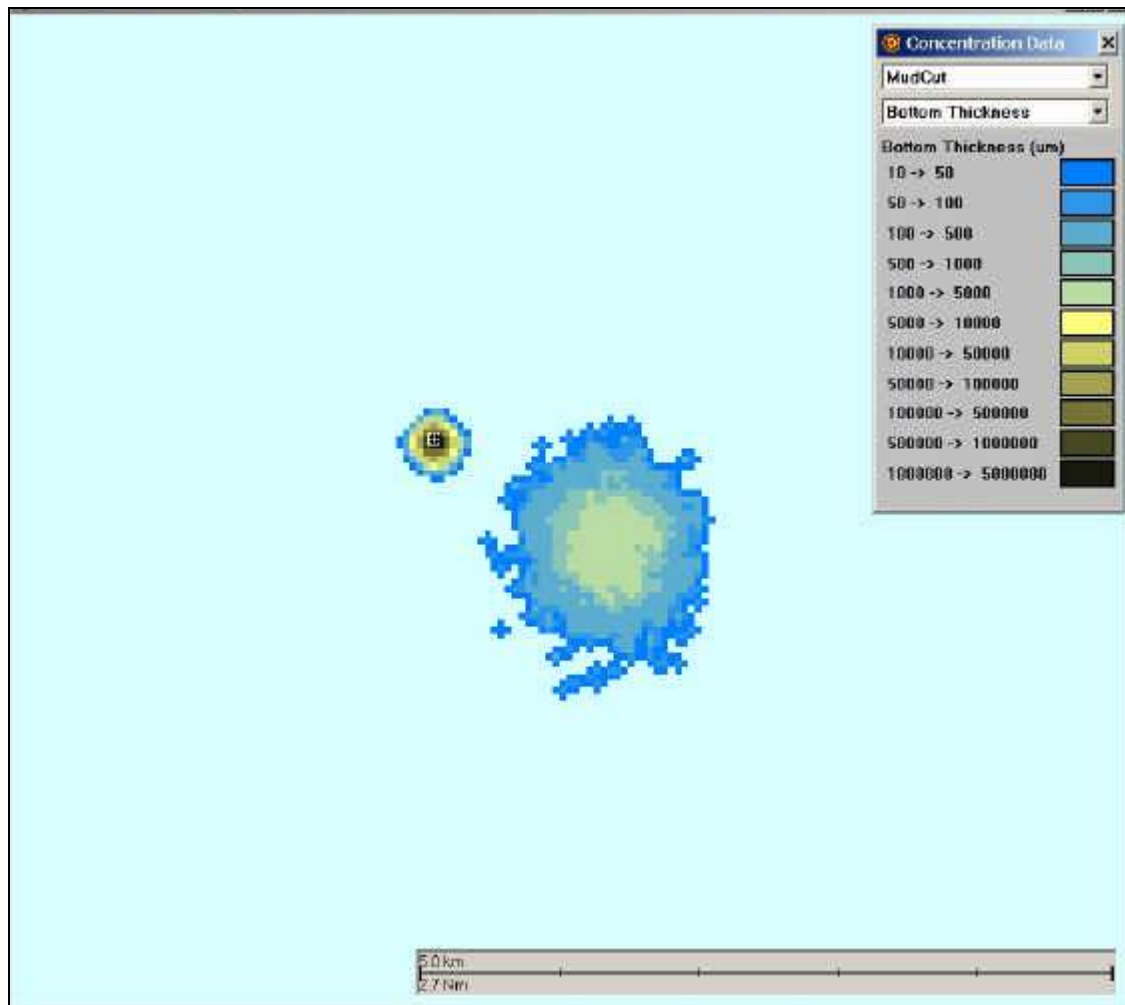 Concentration Data
MudCut
Bottom Thickness
Bottom Thickness (um)
10 -> 50
50 -> 100
100 -> 500
500 -> 1000
1000 -> 5000
5000 -> 10000
10000 -> 50000
50000 -> 100000
100000 -> 500000
500000 -> 1000000
1000000 -> 5000000
5.0 km
2.7 Nm